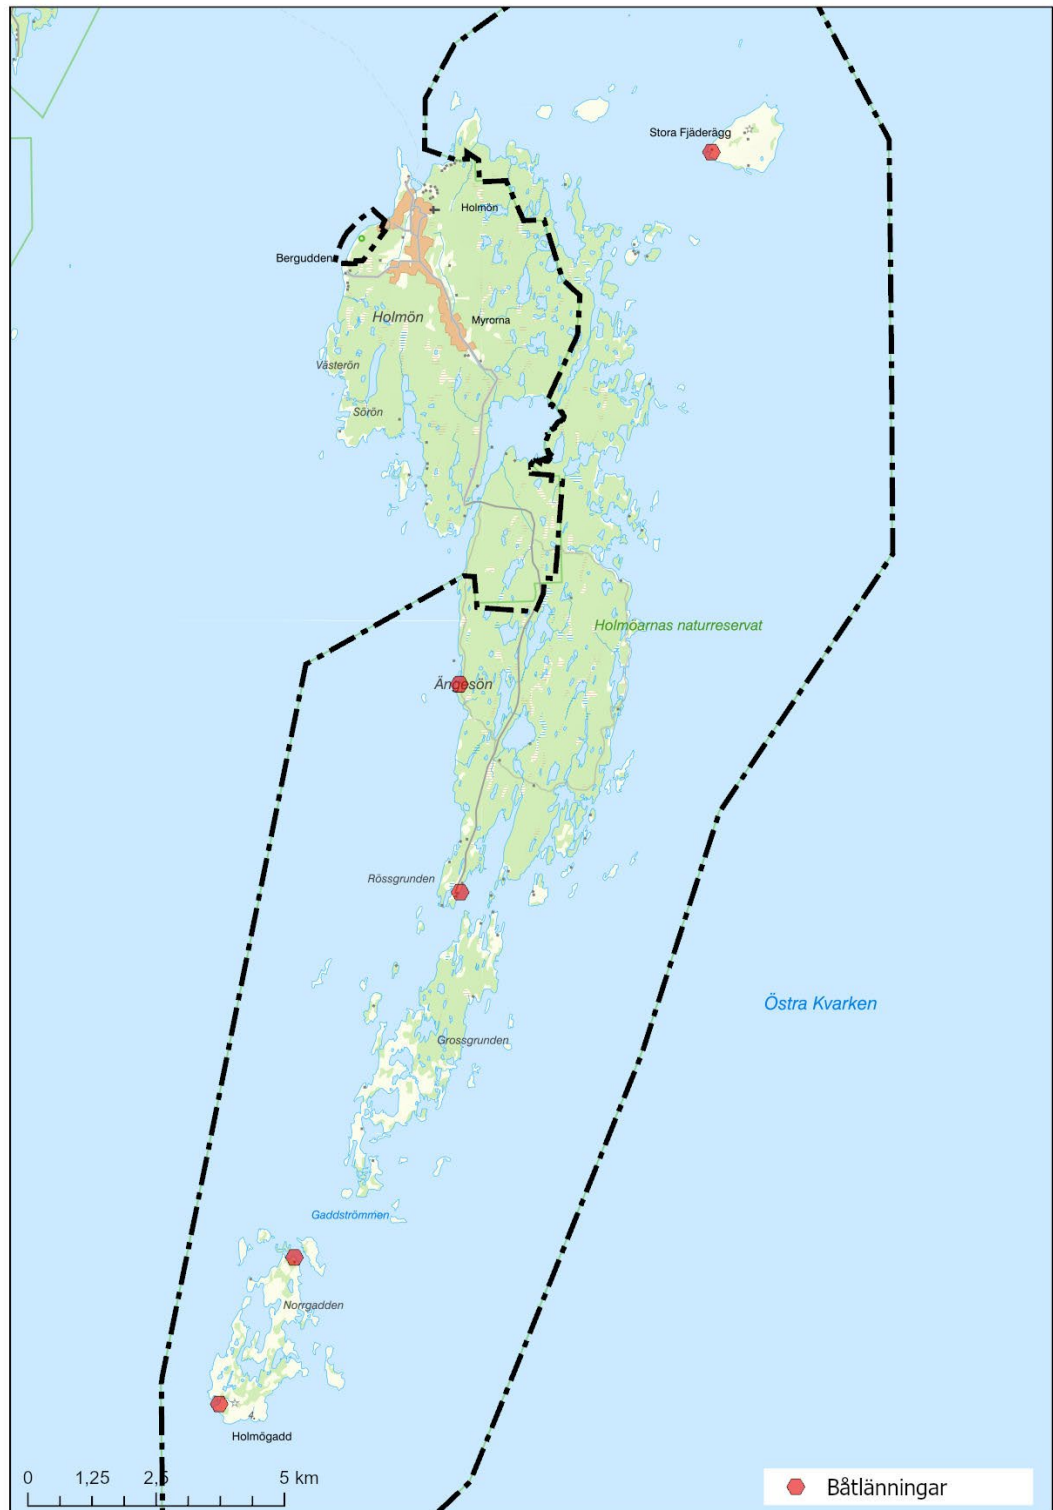 Stora Fjäderägg
Holmön
Bergudden
Holmön
Myrorna
Västerön
Sörön
Holmöarnas naturreservat
Ängesön
Rössgrunden
Östra Kvarken
Grossgrunden
Gaddströmmen
Norrgadden
Holmögadd
0 1,25 2,5 5 km
Båtlänningar